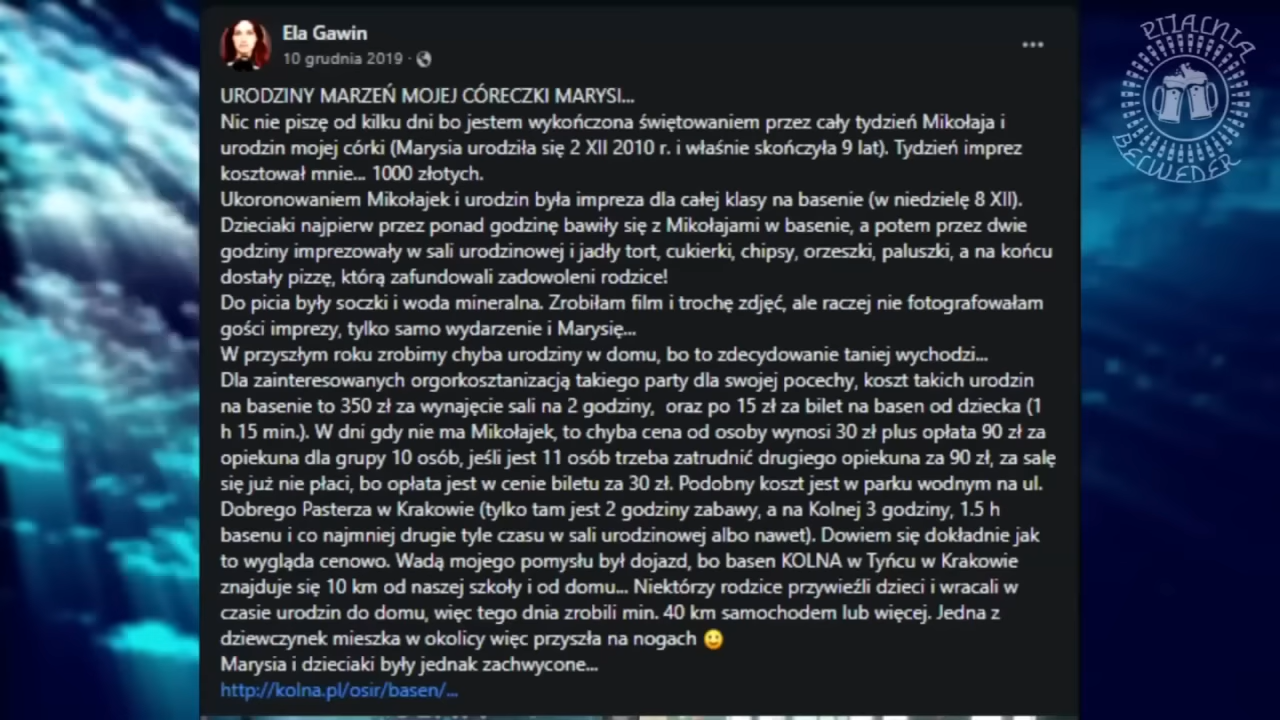 Ela Gawin
10 grudnia 2019 ·
PIJALNIA
BELWEDER
URODZINY MARZEŃ MOJEJ CÓRECZKI MARYSI...
Nic nie piszę od kilku dni bo jestem wykończona świętowaniem przez cały tydzień Mikołaja i
urodzin mojej córki (Marysia urodziła się 2 XII 2010 r. i właśnie skończyła 9 lat). Tydzień imprez
kosztował mnie... 1000 złotych.
Ukoronowaniem Mikołajek i urodzin była impreza dla całej klasy na basenie (w niedzielę 8 XII).
Dzieciaki najpierw przez ponad godzinę bawiły się z Mikołajami w basenie, a potem przez dwie
godziny imprezowały w sali urodzinowej i jadły tort, cukierki, chipsy, orzeszki, paluszki, a na końcu
dostały pizzę, którą zafundowali zadowoleni rodzice!
Do picia były soczki i woda mineralna. Zrobiłam film i trochę zdjęć, ale raczej nie fotografowałam
gości imprezy, tylko samo wydarzenie i Marysię...
W przyszłym roku zrobimy chyba urodziny w domu, bo to zdecydowanie taniej wychodzi...
Dla zainteresowanych orgorkosztanizacją takiego party dla swojej pocechy, koszt takich urodzin
na basenie to 350 zł za wynajęcie sali na 2 godziny, oraz po 15 zł za bilet na basen od dziecka (1
h 15 min.). W dni gdy nie ma Mikołajek, to chyba cena od osoby wynosi 30 zł plus opłata 90 zł za
opiekuna dla grupy 10 osób, jeśli jest 11 osób trzeba zatrudnić drugiego opiekuna za 90 zł, za salę
się już nie płaci, bo opłata jest w cenie biletu za 30 zł. Podobny koszt jest w parku wodnym na ul.
Dobrego Pasterza w Krakowie (tylko tam jest 2 godziny zabawy, a na Kolnej 3 godziny, 1.5 h
basenu i co najmniej drugie tyle czasu w sali urodzinowej albo nawet). Dowiem się dokładnie jak
to wygląda cenowo. Wadą mojego pomysłu był dojazd, bo basen KOLNA w Tyńcu w Krakowie
znajduje się 10 km od naszej szkoły i od domu... Niektórzy rodzice przywieźli dzieci i wracali w
czasie urodzin do domu, więc tego dnia zrobili min. 40 km samochodem lub więcej. Jedna z
dziewczynek mieszka w okolicy więc przyszła na nogach 🙂
Marysia i dzieciaki były jednak zachwycone...
http://kolna.pl/osir/basen/...